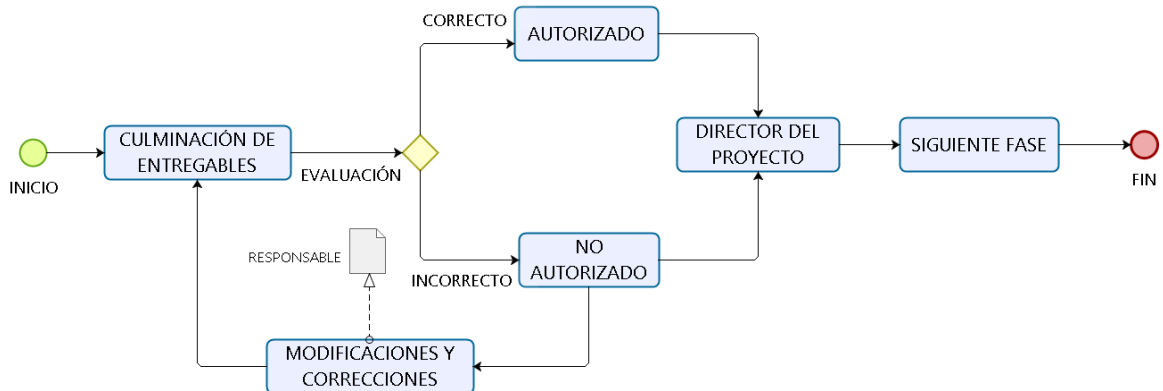 CORRECTO
AUTORIZADO
CULMINACIÓN DE
ENTREGABLES
DIRECTOR DEL
PROYECTO
SIGUIENTE FASE
EVALUACIÓN
INICIO
FIN
NO
AUTORIZADO
RESPONSABLE
INCORRECTO
MODIFICACIONES Y
CORRECCIONES